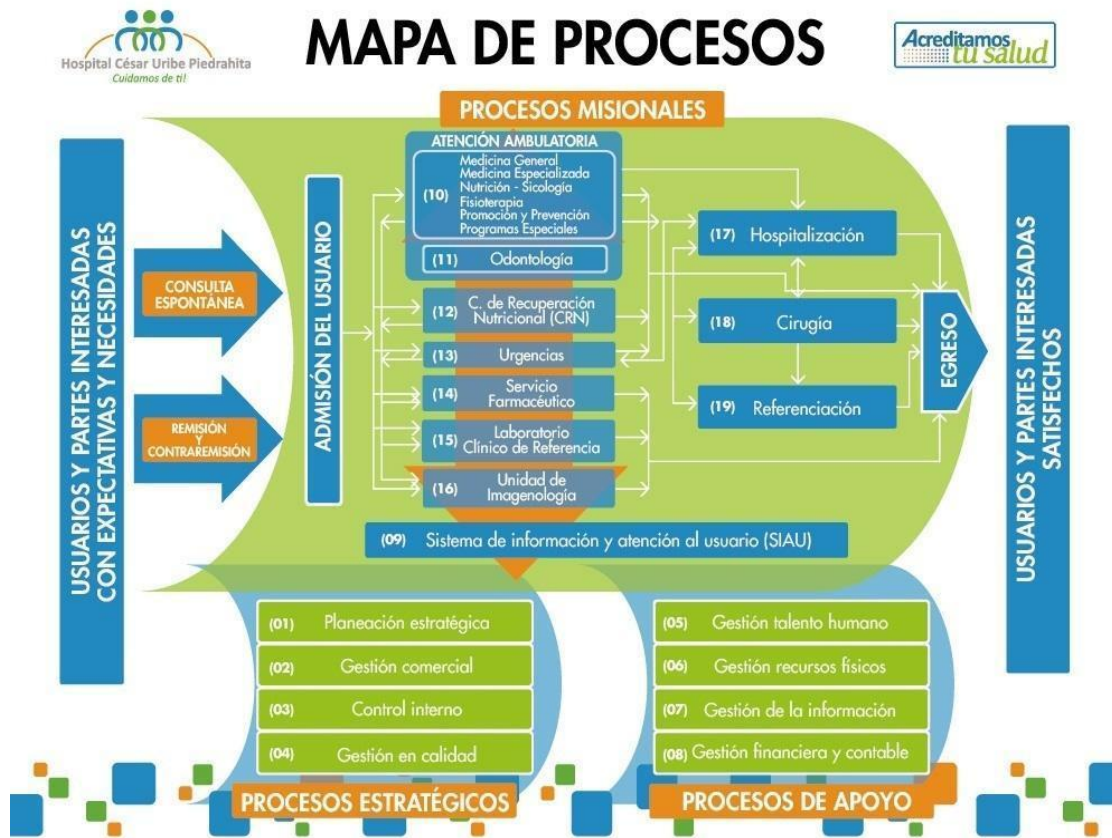 Hospital César Uribe Piedrahita
Cuidamos de ti!
MAPA DE PROCESOS
Acreditamos
tu salud
USUARIOS Y PARTES INTERESADAS
CON EXPECTATIVAS Y NECESIDADES
CONSULTA
ESPONTÁNEA
REMISIÓN
Y
CONTRAREMISIÓN
ADMISIÓN DEL USUARIO
PROCESOS MISIONALES
ATENCIÓN AMBULATORIA
(10)
Medicina General
Medicina Especializada
Nutrición - Sicología
Fisioterapia
Promoción y Prevención
Programas Especiales
(11) Odontología
(12) C. de Recuperación
Nutricional (CRN)
(13) Urgencias
(14) Servicio
Farmacéutico
(15) Laboratorio
Clínico de Referencia
(16) Unidad de
Imagenología
(17) Hospitalización
(18) Cirugía
(19) Referenciación
EGRESO
USUARIOS Y PARTES INTERESADAS
SATISFECHOS
(09) Sistema de información y atención al usuario (SIAU)
(01) Planeación estratégica
(02) Gestión comercial
(03) Control interno
(04) Gestión en calidad
PROCESOS ESTRATÉGICOS
(05) Gestión talento humano
(06) Gestión recursos físicos
(07) Gestión de la información
(08) Gestión financiera y contable
PROCESOS DE APOYO